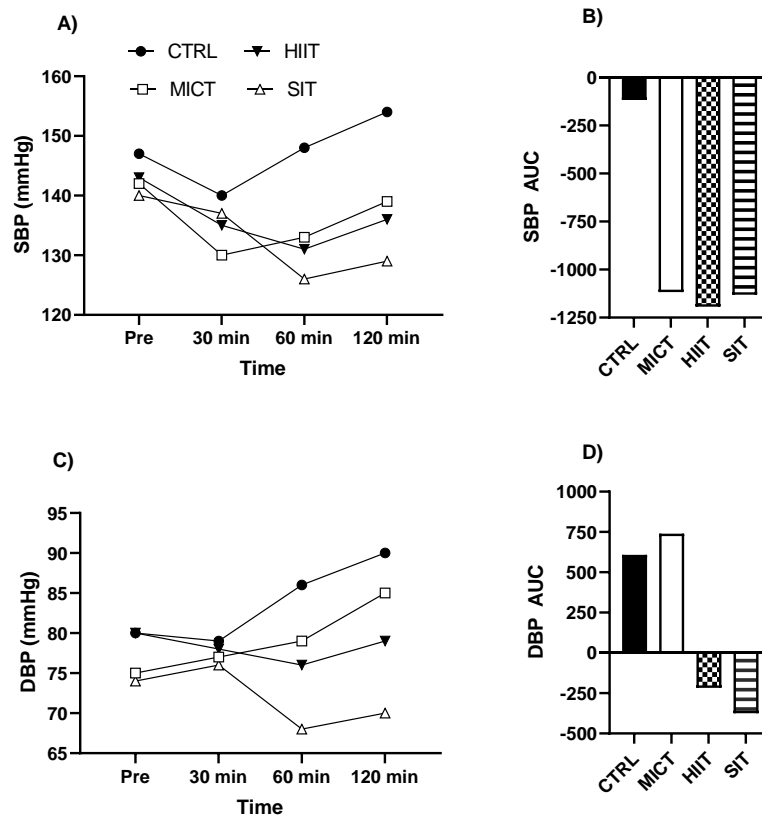 A)
CTRL HIIT
MICT SIT
160
150
140
130
120
SBP (mmHg)
Pre 30 min 60 min 120 min
Time
B)
0
-250
-500
-750
-1000
-1250
SBP AUC
CTRL MICT HIIT SIT
C)
95
90
85
80
75
70
65
DBP (mmHg)
Pre 30 min 60 min 120 min
Time
D)
1000
750
500
250
0
-250
-500
DBP AUC
CTRL MICT HIIT SIT